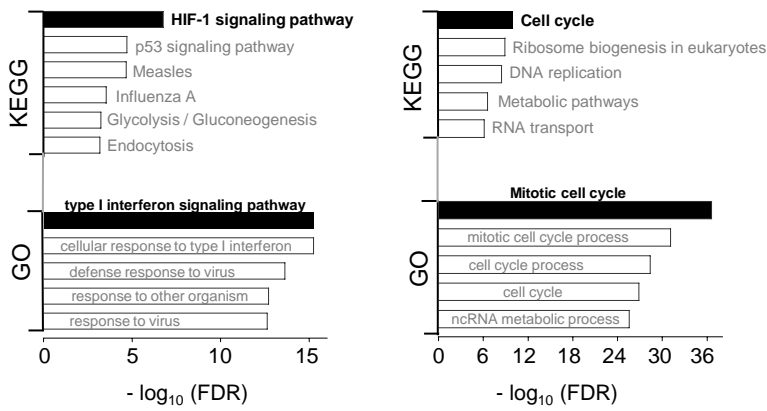 KEGG
HIF-1 signaling pathway
p53 signaling pathway
Measles
Influenza A
Glycolysis / Gluconeogenesis
Endocytosis
GO
type I interferon signaling pathway
cellular response to type I interferon
defense response to virus
response to other organism
response to virus
0 5 10 15
- log10 (FDR)
KEGG
Cell cycle
Ribosome biogenesis in eukaryotes
DNA replication
Metabolic pathways
RNA transport
GO
Mitotic cell cycle
mitotic cell cycle process
cell cycle process
cell cycle
ncRNA metabolic process
0 6 12 18 24 30 36
- log10 (FDR)